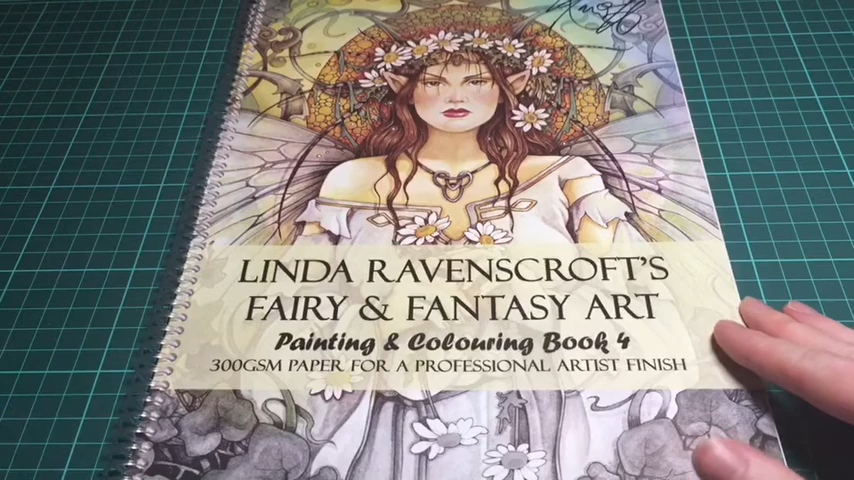 LINDA RAVENSCROFT'S
FAIRY & FANTASY ART
Painting & Colouring Book 4
300GSM PAPER FOR A PROFESSIONAL ARTIST FINISH